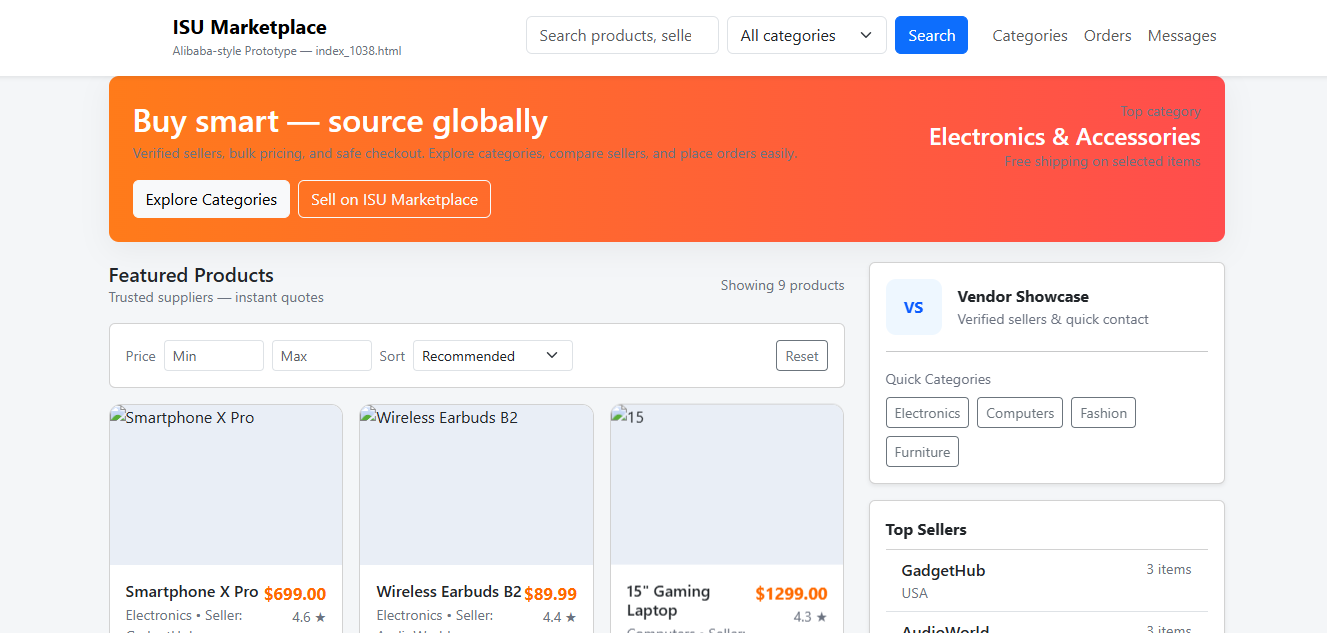 ISU Marketplace
Alibaba-style Prototype — index_1038.html
Search products, selle
All categories
Search
Categories
Orders
Messages
Buy smart — source globally
Verified sellers, bulk pricing, and safe checkout. Explore categories, compare sellers, and place orders easily.
Explore Categories
Sell on ISU Marketplace
Top category
Electronics & Accessories
Free shipping on selected items
Featured Products
Trusted suppliers — instant quotes
Showing 9 products
Price
Min
Max
Sort
Recommended
Reset
Smartphone X Pro
Wireless Earbuds B2
15
Smartphone X Pro
$699.00
Electronics • Seller:
4.6 ★
Wireless Earbuds B2
$89.99
Electronics • Seller:
4.4 ★
15" Gaming
Laptop
$1299.00
4.3 ★
Computers • Seller:
VS
Vendor Showcase
Verified sellers & quick contact
Quick Categories
Electronics
Computers
Fashion
Furniture
Top Sellers
GadgetHub
3 items
USA
AudioWorld
3 items